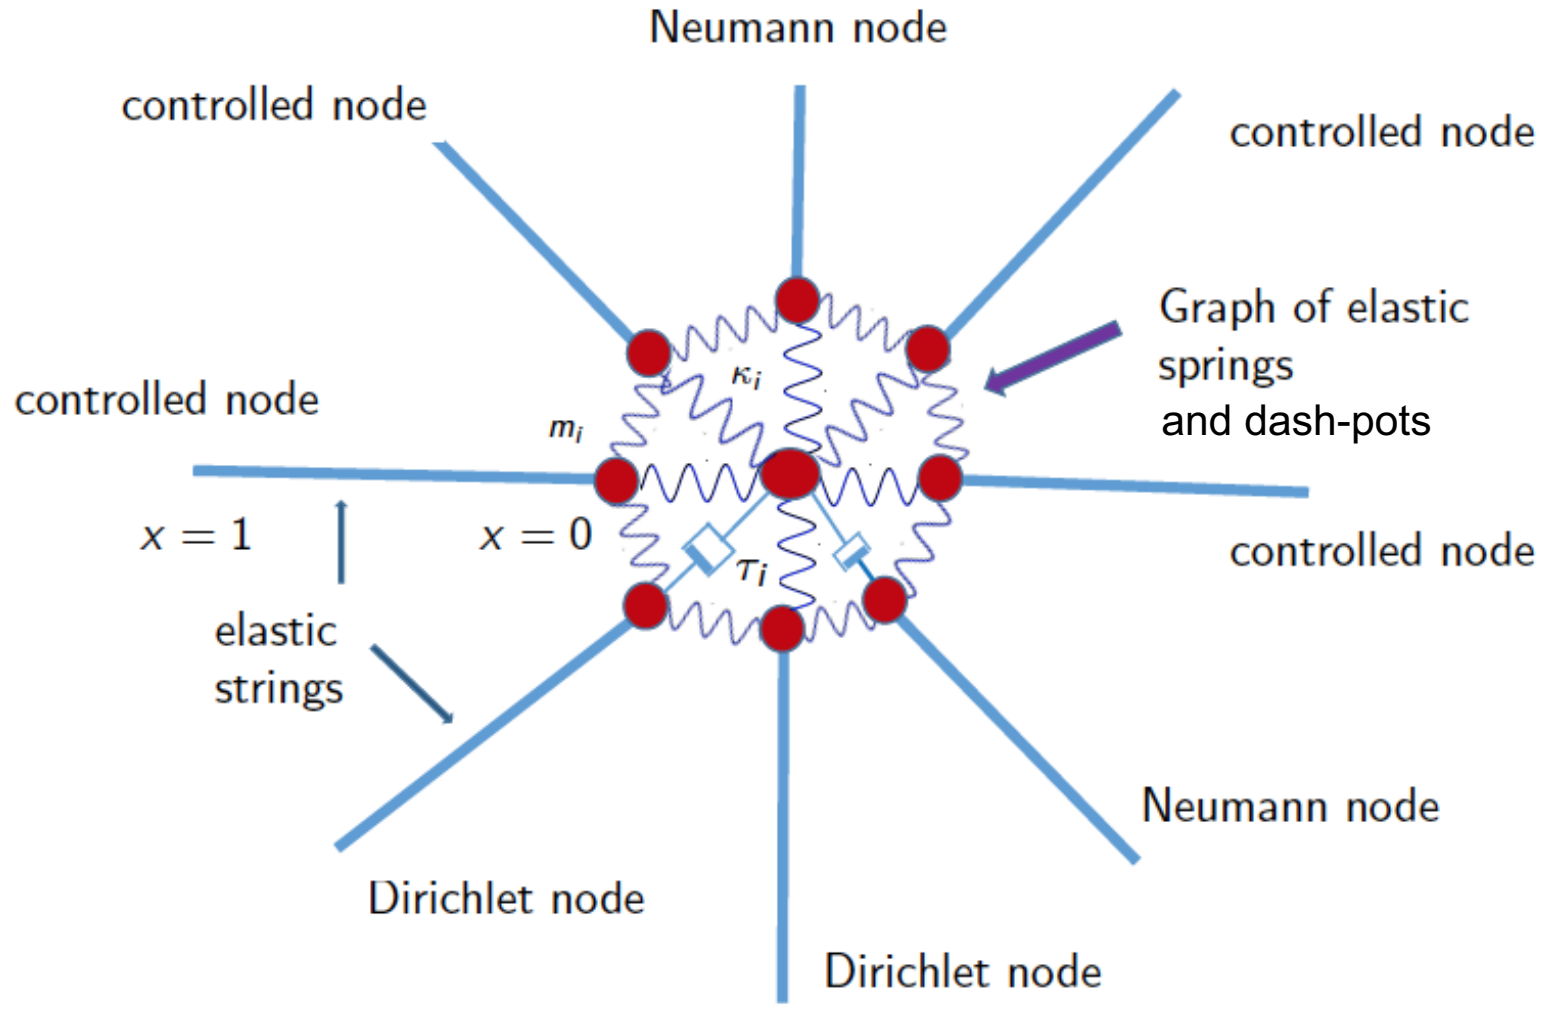 Neumann node
controlled node
controlled node
Graph of elastic
springs
and dash-pots
κᵢ
controlled node
mᵢ
x = 1
x = 0
τᵢ
controlled node
elastic
strings
Neumann node
Dirichlet node
Dirichlet node